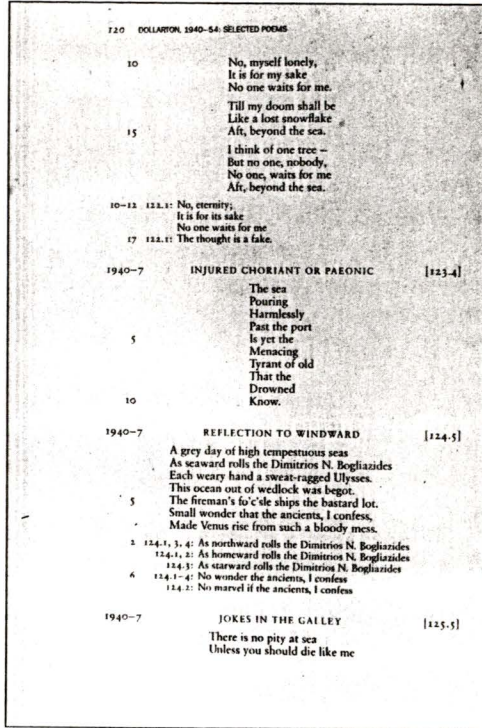 120 DOLLARTON, 1940–54: SELECTED POEMS
10 No, myself lonely,
It is for my sake
No one waits for me.
Till my doom shall be
Like a lost snowflake
15 Aft, beyond the sea.
I think of one tree –
But no one, nobody,
No one, waits for me
Aft, beyond the sea.
10–12 122.1: No, eternity;
It is for its sake
No one waits for me
17 122.1: The thought is a fake.
1940–7 INJURED CHORIANT OR PAEONIC [123.4]
The sea
Pouring
Harmlessly
Past the port
5 Is yet the
Menacing
Tyrant of old
That the
Drowned
10 Know.
1940–7 REFLECTION TO WINDWARD [124.5]
A grey day of high tempestuous seas
As seaward rolls the Dimitrios N. Bogliazides
Each weary hand a sweat-ragged Ulysses.
This ocean out of wedlock was begot.
5 The fireman's fo'c'sle ships the bastard lot.
Small wonder that the ancients, I confess,
Made Venus rise from such a bloody mess.
2 124.1, 3, 4: As northward rolls the Dimitrios N. Bogliazides
124.1, 2: As homeward rolls the Dimitrios N. Bogliazides
124.3: As starward rolls the Dimitrios N. Bogliazides
6 124.1–4: No wonder the ancients, I confess
124.2: No marvel if the ancients, I confess
1940–7 JOKES IN THE GALLEY [125.5]
There is no pity at sea
Unless you should die like me